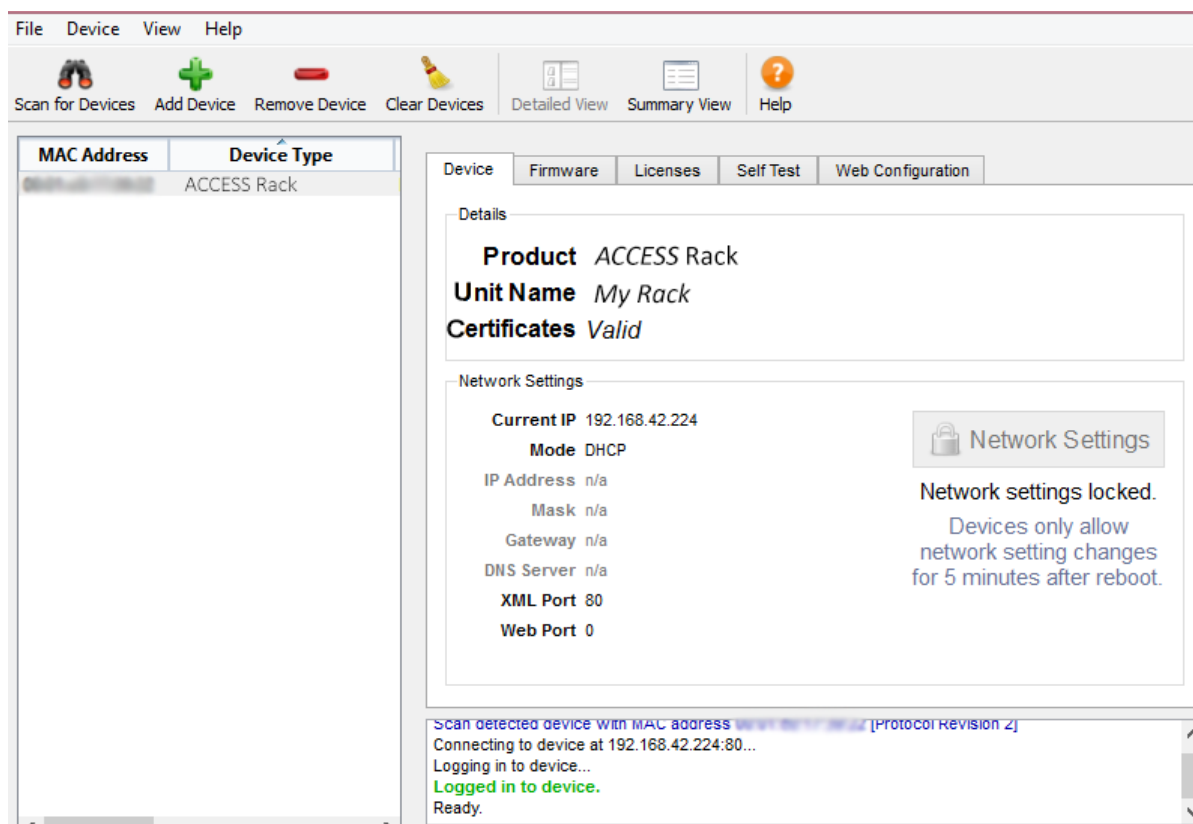 File Device View Help
Scan for Devices Add Device Remove Device Clear Devices Detailed View Summary View Help
MAC Address Device Type
ACCESS Rack
Device Firmware Licenses Self Test Web Configuration
Details
Product ACCESS Rack
Unit Name My Rack
Certificates Valid
Network Settings
Current IP 192.168.42.224
Mode DHCP
IP Address n/a
Mask n/a
Gateway n/a
DNS Server n/a
XML Port 80
Web Port 0
Network Settings
Network settings locked.
Devices only allow
network setting changes
for 5 minutes after reboot.
Scan detected device with MAC address [Protocol Revision 2]
Connecting to device at 192.168.42.224:80...
Logging in to device...
Logged in to device.
Ready.